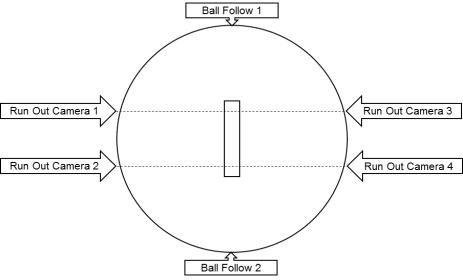 Ball Follow 1
Run Out Camera 1
Run Out Camera 3
Run Out Camera 2
Run Out Camera 4
Ball Follow 2